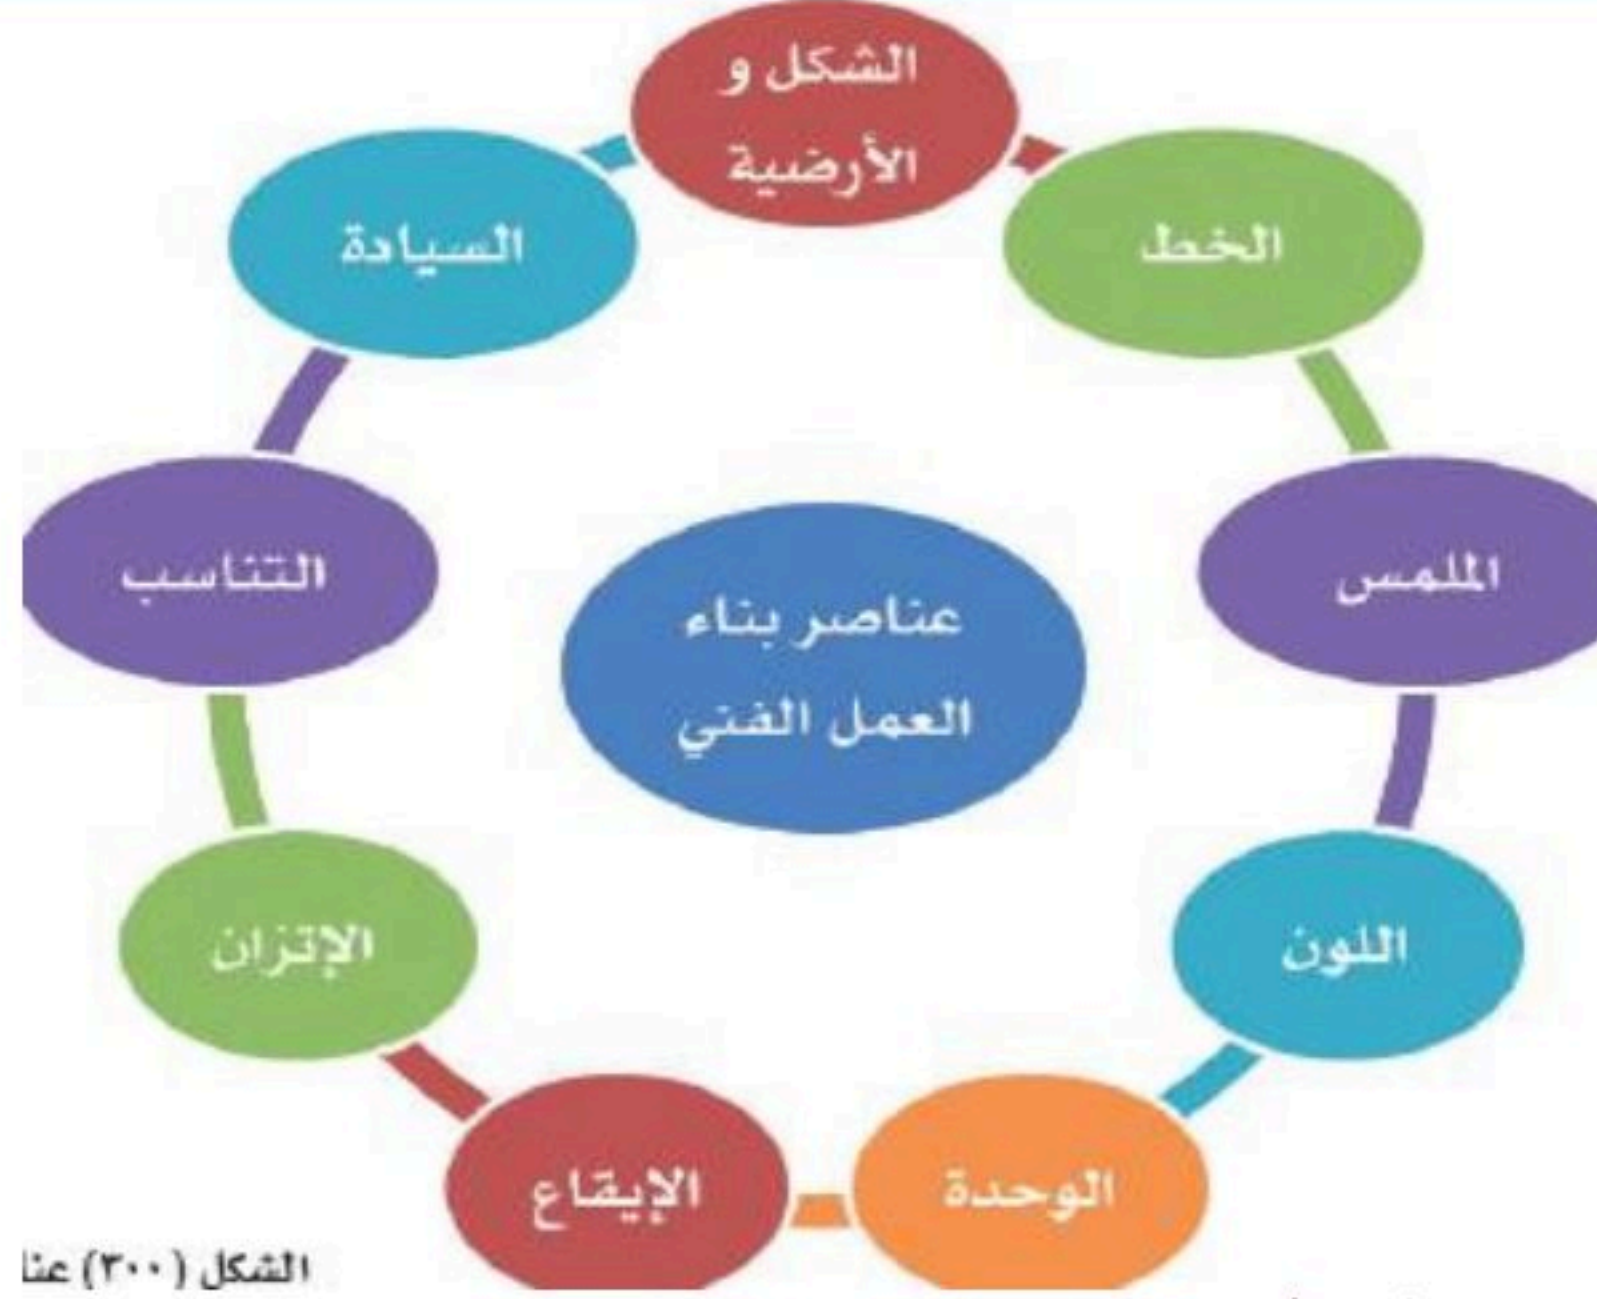 الشكل و
الأرضية
الخط
السيادة
الملمس
التناسب
عناصر بناء
العمل الفني
اللون
الإتزان
الوحدة
الإيقاع
الشكل (٣٠٠)